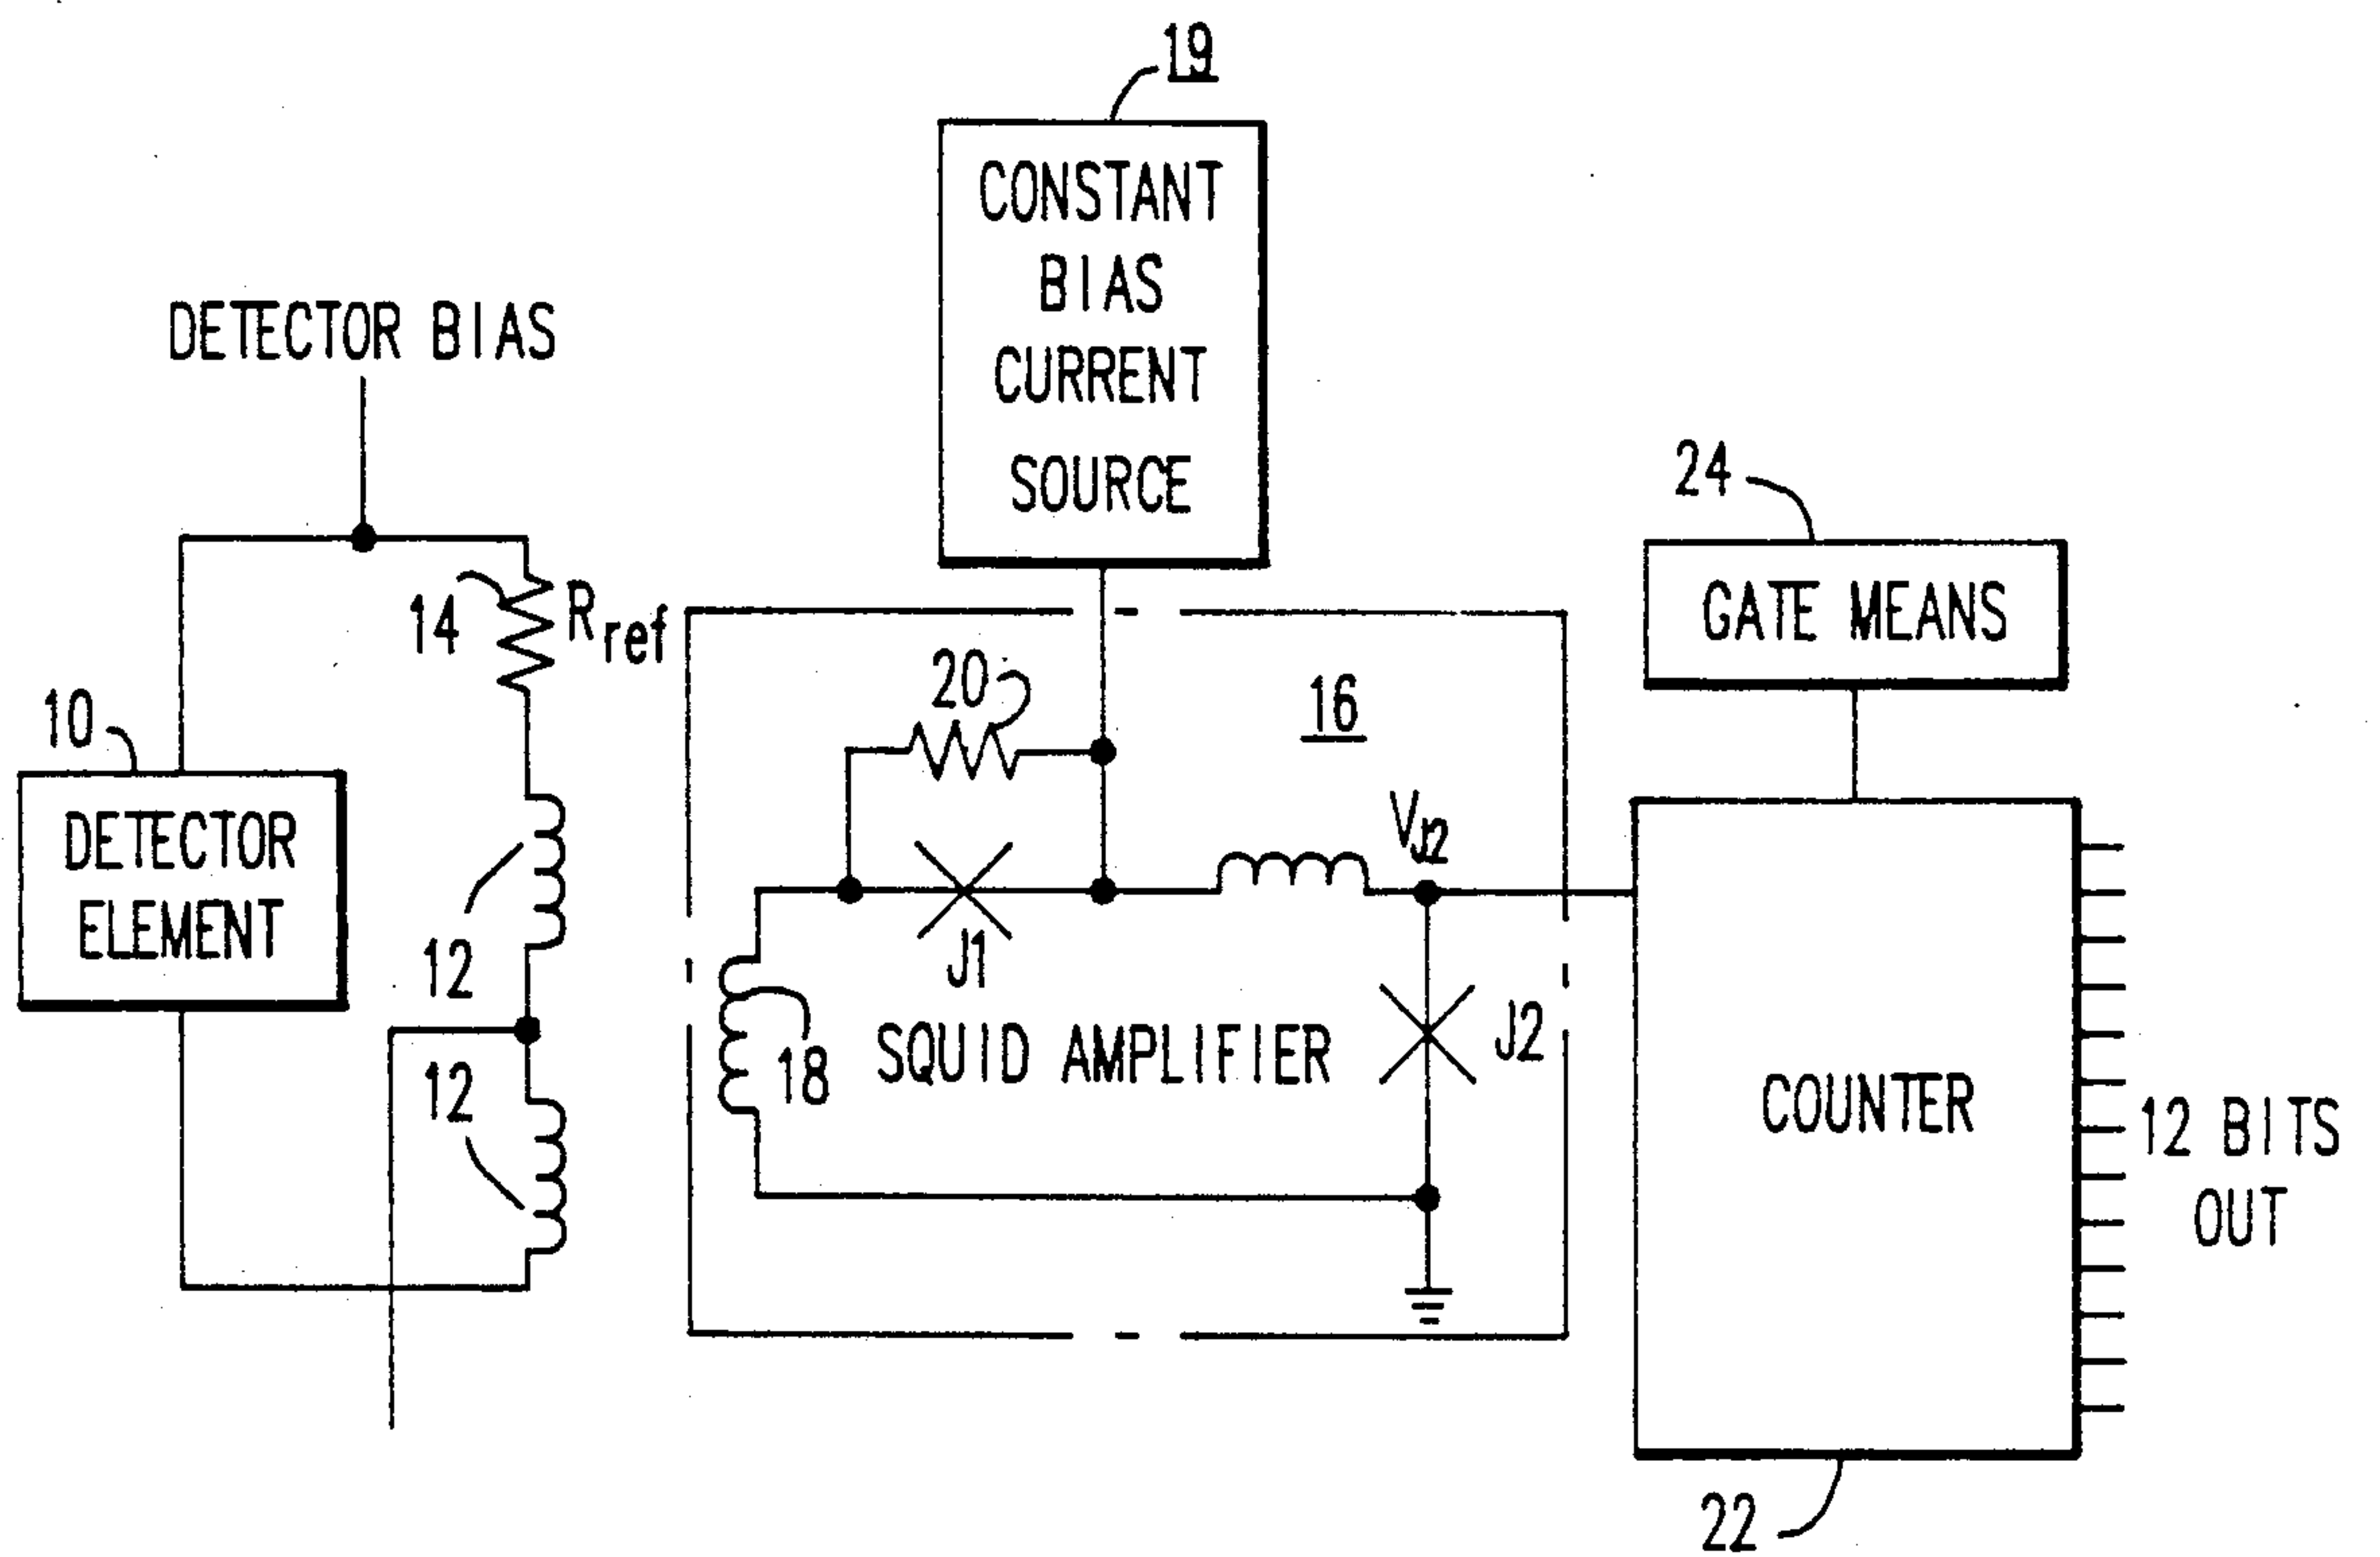 19
CONSTANT
BIAS
CURRENT
SOURCE
DETECTOR BIAS
14
Rref
10
DETECTOR
ELEMENT
12
12
20
16
J1
VJ2
18
SQUID AMPLIFIER
J2
24
GATE MEANS
COUNTER
12 BITS
OUT
22